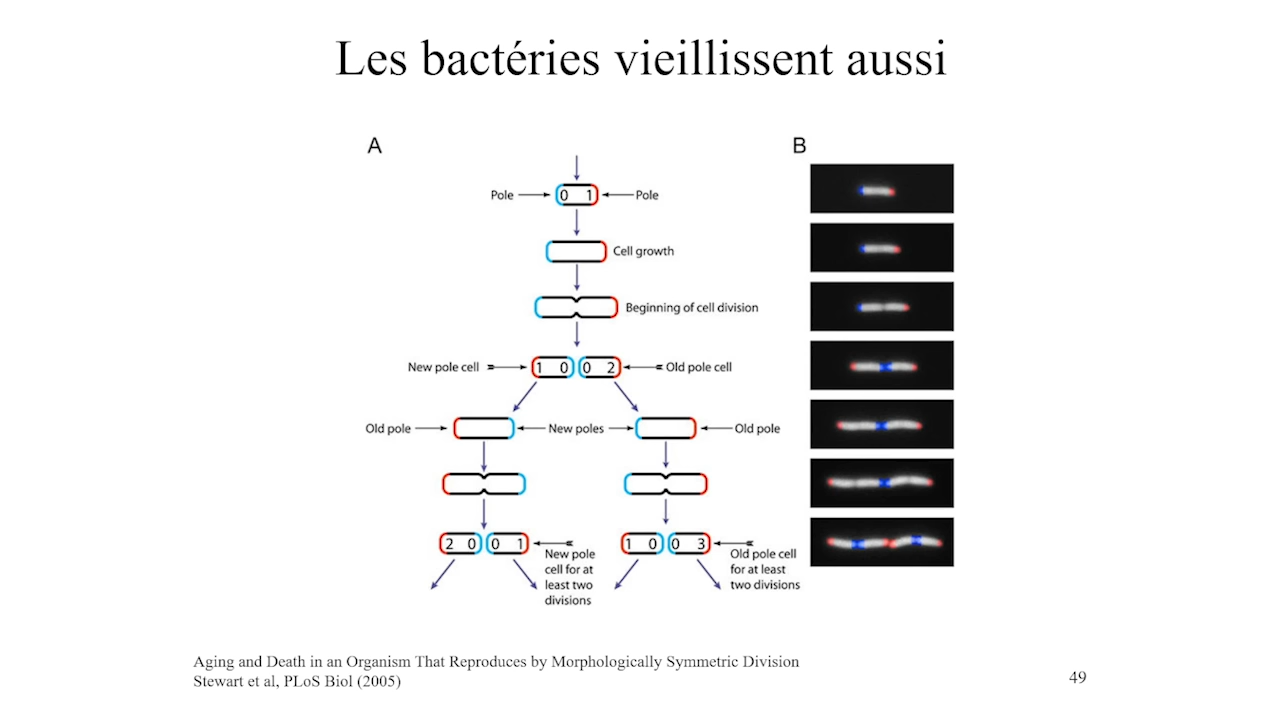 Les bactéries vieillissent aussi
A
B
Pole
0 1
Pole
Cell growth
Beginning of cell division
New pole cell
1 0 0 2
Old pole cell
Old pole
New poles
Old pole
2 0 0 1
1 0 0 3
New pole
cell for at
least two
divisions
Old pole cell
for at least
two divisions
Aging and Death in an Organism That Reproduces by Morphologically Symmetric Division
Stewart et al, PLoS Biol (2005)
49